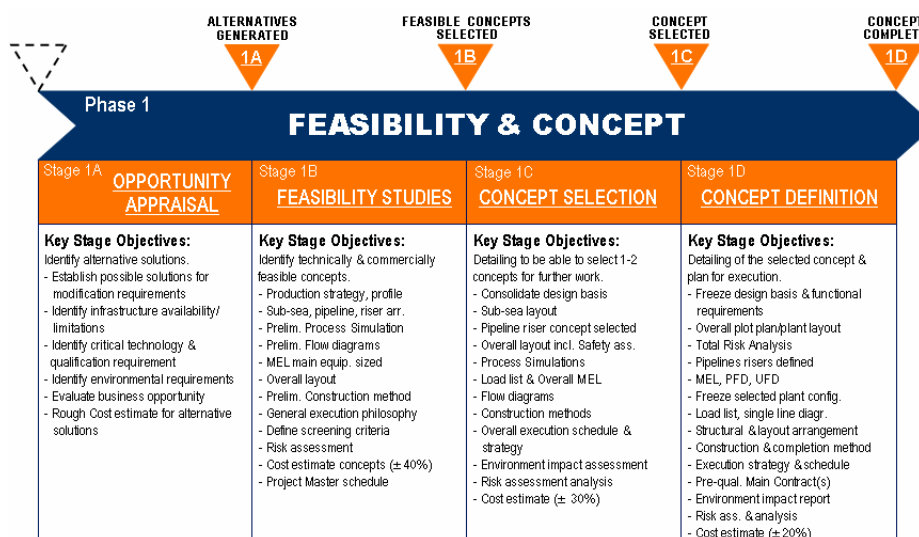 ALTERNATIVES
GENERATED
1A
FEASIBLE CONCEPTS
SELECTED
1B
CONCEPT
SELECTED
1C
CONCEPT
COMPLET
1D
Phase 1
FEASIBILITY & CONCEPT
Stage 1A
OPPORTUNITY
APPRAISAL
Key Stage Objectives:
Identify alternative solutions.
- Establish possible solutions for
modification requirements
- Identify infrastructure availability/
limitations
- Identify critical technology &
qualification requirement
- Identify environmental requirements
- Evaluate business opportunity
- Rough Cost estimate for alternative
solutions
Stage 1B
FEASIBILITY STUDIES
Key Stage Objectives:
Identify technically & commercially
feasible concepts.
- Production strategy, profile
- Sub-sea, pipeline, riser arr.
- Prelim. Process Simulation
- Prelim. Flow diagrams
- MEL main equip. sized
- Overall layout
- Prelim. Construction method
- General execution philosophy
- Define screening criteria
- Risk assessment
- Cost estimate concepts (± 40%)
- Project Master schedule
Stage 1C
CONCEPT SELECTION
Key Stage Objectives:
Detailing to be able to select 1-2
concepts for further work.
- Consolidate design basis
- Sub-sea layout
- Pipeline riser concept selected
- Overall layout incl. Safety ass.
- Process Simulations
- Load list & Overall MEL
- Flow diagrams
- Construction methods
- Overall execution schedule &
strategy
- Environment impact assessment
- Risk assessment analysis
- Cost estimate (± 30%)
Stage 1D
CONCEPT DEFINITION
Key Stage Objectives:
Detailing of the selected concept &
plan for execution.
- Freeze design basis & functional
requirements
- Overall plot plan/plant layout
- Total Risk Analysis
- Pipelines risers defined
- MEL, PFD, UFD
- Freeze selected plant config.
- Load list, single line diagr.
- Structural & layout arrangement
- Construction & completion method
- Execution strategy & schedule
- Pre-qual. Main Contract(s)
- Environment impact report
- Risk ass. & analysis
- Cost estimate (±20%)